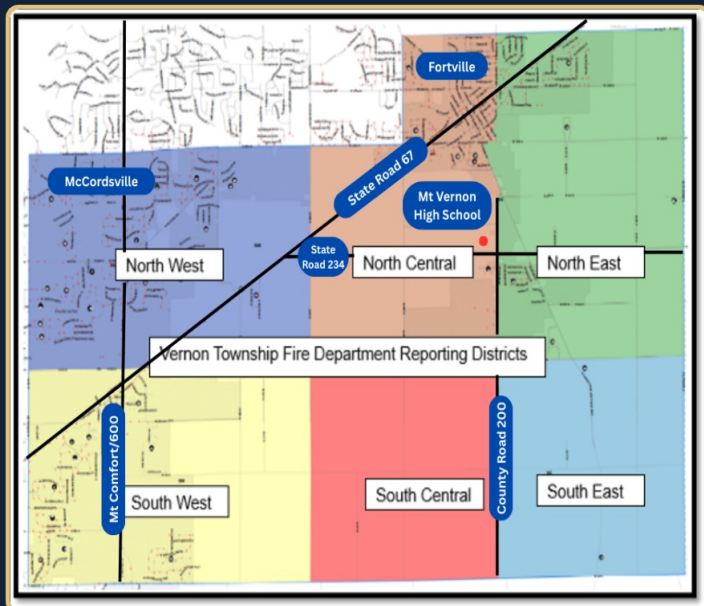 Fortville
McCordsville
State Road 67
Mt Vernon
High School
State
Road 234
North West
North Central
North East
Vernon Township Fire Department Reporting Districts
Mt Comfort/600
County Road 200
South West
South Central
South East